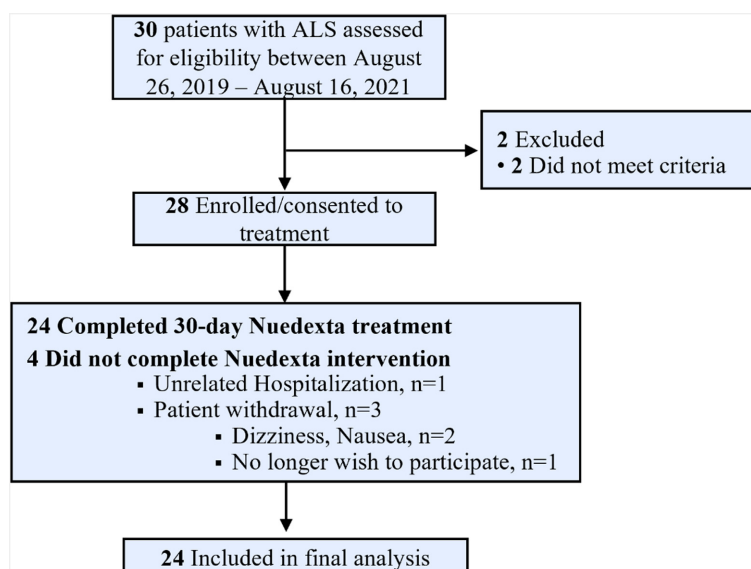 30 patients with ALS assessed
for eligibility between August
26, 2019 – August 16, 2021
2 Excluded
• 2 Did not meet criteria
28 Enrolled/consented to
treatment
24 Completed 30-day Nuedexta treatment
4 Did not complete Nuedexta intervention
▪ Unrelated Hospitalization, n=1
▪ Patient withdrawal, n=3
▪ Dizziness, Nausea, n=2
▪ No longer wish to participate, n=1
24 Included in final analysis